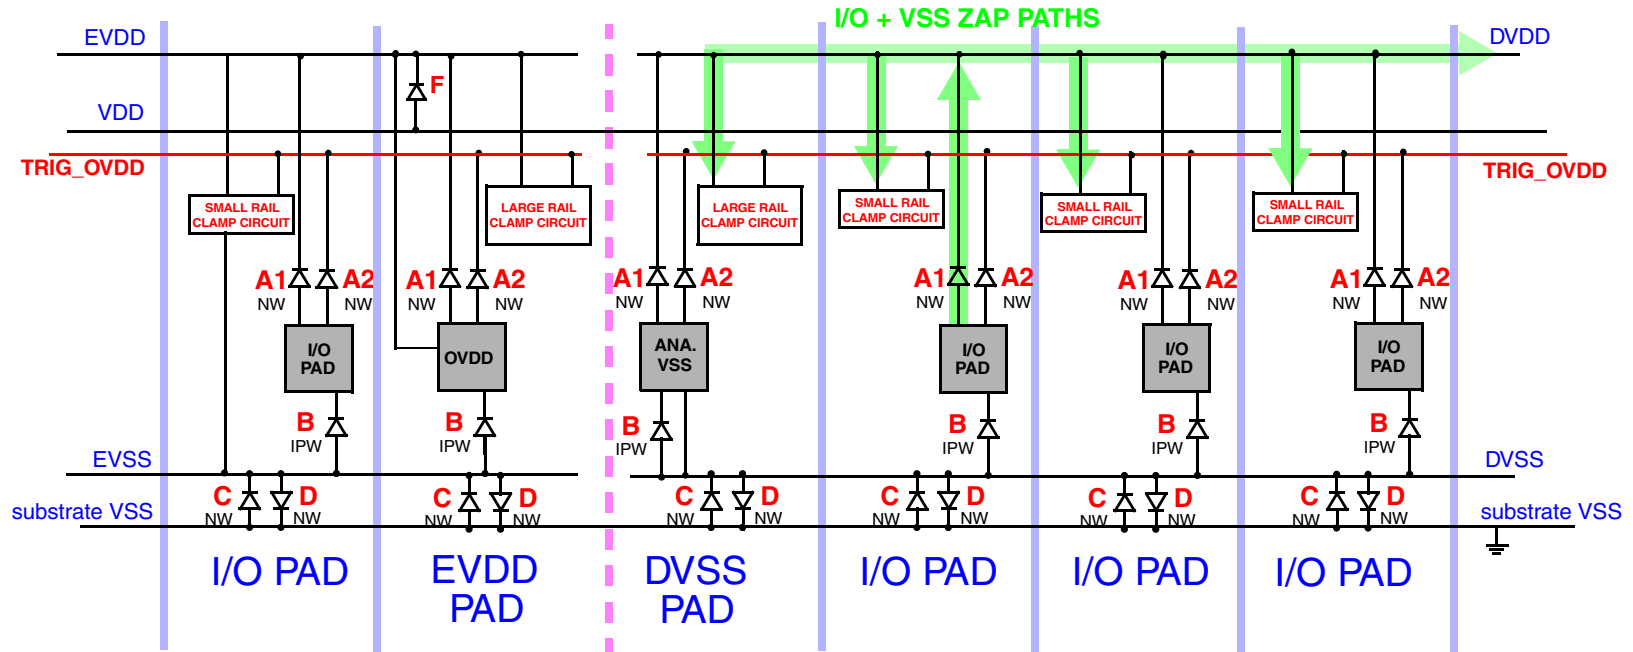 I/O + VSS ZAP PATHS
EVDD
DVDD
F
VDD
TRIG_OVDD
TRIG_OVDD
SMALL RAIL
CLAMP CIRCUIT
LARGE RAIL
CLAMP CIRCUIT
LARGE RAIL
CLAMP CIRCUIT
SMALL RAIL
CLAMP CIRCUIT
SMALL RAIL
CLAMP CIRCUIT
SMALL RAIL
CLAMP CIRCUIT
A1 A2
NW NW
A1 A2
NW NW
A1 A2
NW NW
A1 A2
NW NW
A1 A2
NW NW
A1 A2
NW NW
I/O
PAD
OVDD
ANA.
VSS
I/O
PAD
I/O
PAD
I/O
PAD
B
IPW
B
IPW
B
IPW
B
IPW
B
IPW
B
IPW
EVSS
DVSS
C D
NW NW
C D
NW NW
C D
NW NW
C D
NW NW
C D
NW NW
C D
NW NW
substrate VSS
substrate VSS
I/O PAD
EVDD
PAD
DVSS
PAD
I/O PAD
I/O PAD
I/O PAD